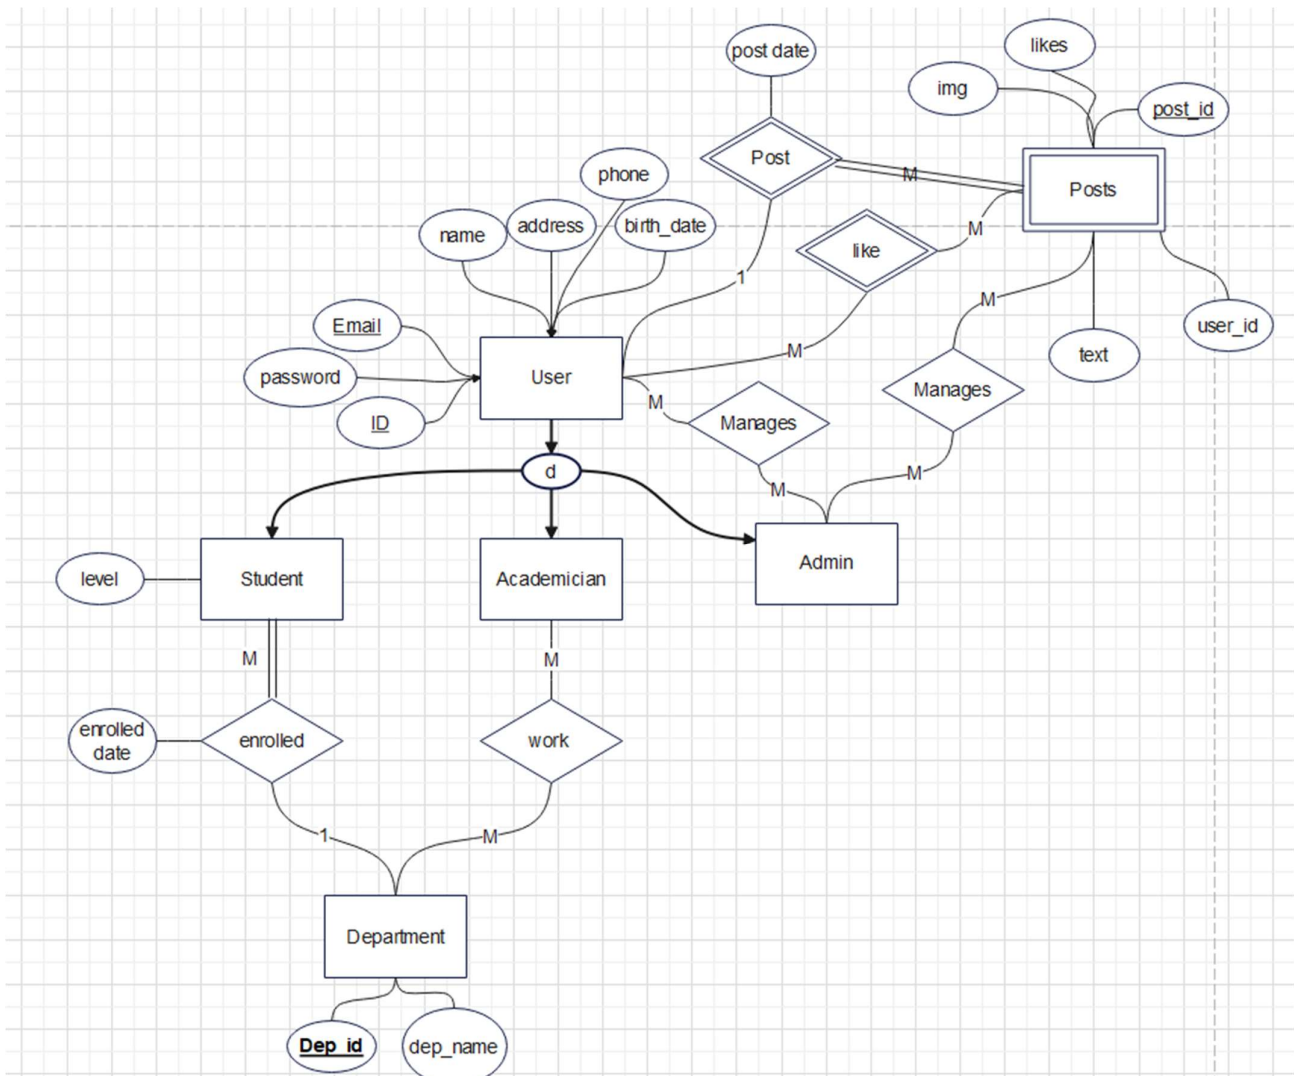 post date
likes
img
post_id
Post
M
Posts
phone
name
address
birth_date
like
M
1
M
Email
user_id
text
M
password
User
Manages
M
Manages
ID
d
M
M
level
Student
Academician
Admin
M
M
enrolled
date
enrolled
work
1
M
Department
Dep_id
dep_name